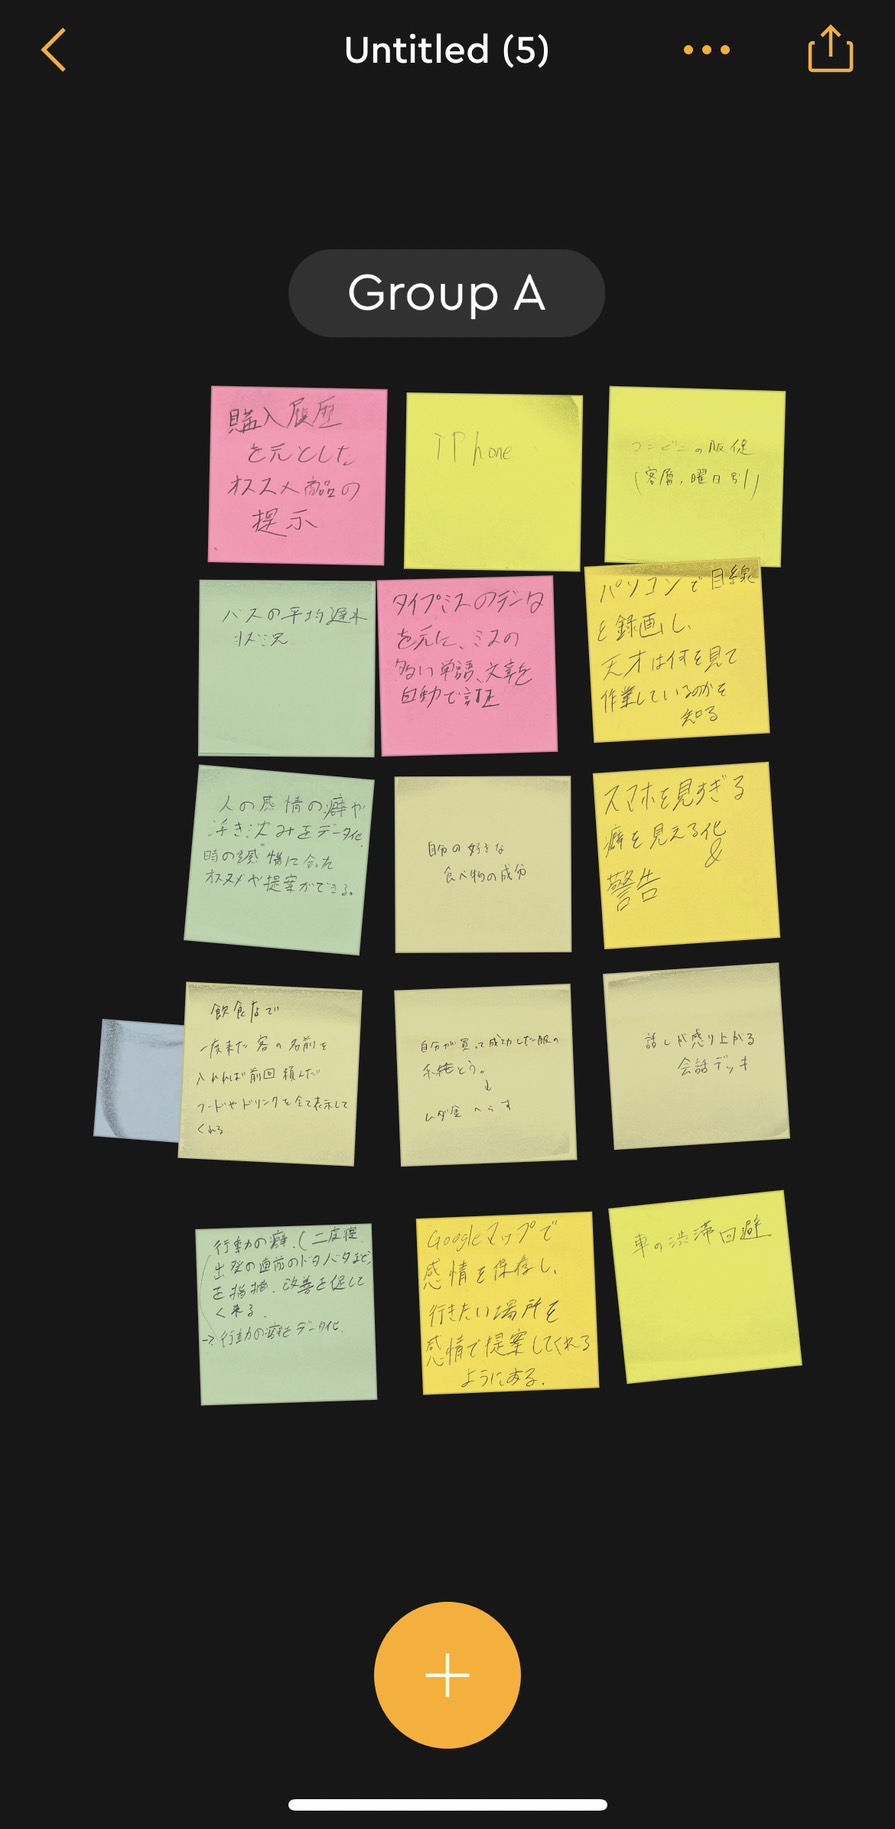 Untitled (5)
Group A
購入履歴
を元とした
オススメ商品の
提示
iPhone
コンビニの販促
(客層,曜日別)
バスの平均遅れ
状況
タイプミスのデータ
を元に、ミスの
多い単語、文章を
自動で訂正
パソコンで目線
を録画し、
天才は何を見て
作業しているのかを
知る
人の感情の癖や
浮き沈みをデータ化
時の感情に合った
オススメや提案ができる。
自分の好きな
食べ物の成分
スマホを見すぎる
癖を見える化
&
警告
飲食店で
一度来た客の名前を
入れれば前回頼んだ
フードやドリンクを全て表示して
くれる
自分が買って成功した服の
系統とう。
↓
ムダ金へらす
話しが盛り上がる
会話デッキ
行動の癖、(二度寝
出発の直前のドタバタなど、
を指摘、改善を促して
くれる
→行動の癖をデータ化
Googleマップで
感情を保存し、
行きたい場所を
感情で提案してくれる
ようにする.
車の渋滞回避